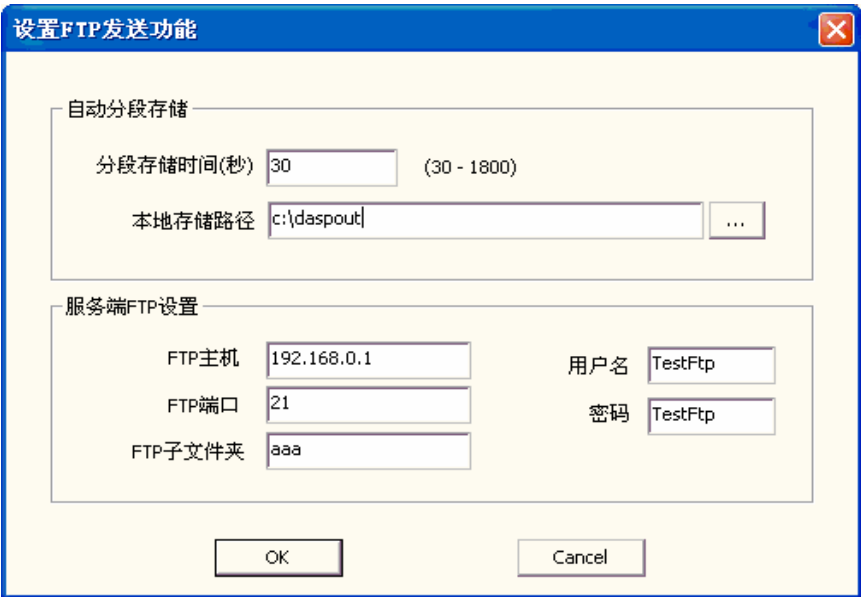 设置FTP发送功能
自动分段存储
分段存储时间(秒) 30 (30 - 1800)
本地存储路径 c:\daspout ...
服务端FTP设置
FTP主机 192.168.0.1
用户名 TestFtp
FTP端口 21
密码 TestFtp
FTP子文件夹 aaa
OK Cancel